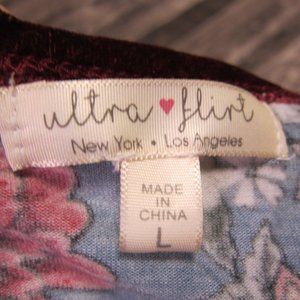 ultra ♥ flirt
New York • Los Angeles
MADE IN
CHINA
L